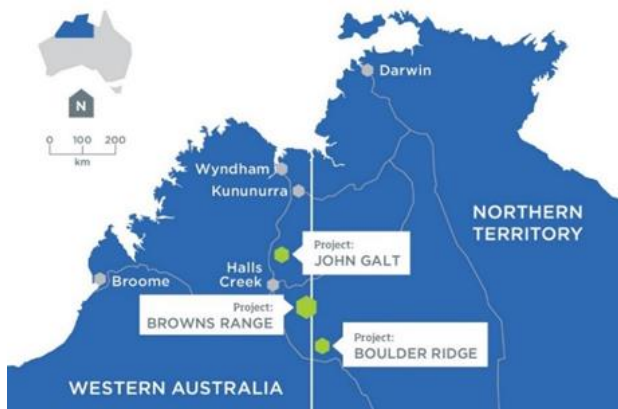 Darwin
N
0 100 200
km
Wyndham
Kununurra
NORTHERN
TERRITORY
Project:
JOHN GALT
Halls
Creek
Broome
Project:
BROWNS RANGE
Project:
BOULDER RIDGE
WESTERN AUSTRALIA